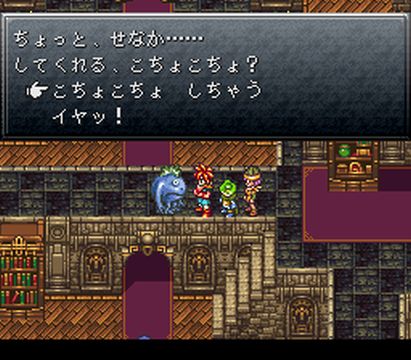 ちょっと、せなか……
してくれる、こちょこちょ?
こちょこちょ　しちゃう
イヤッ!